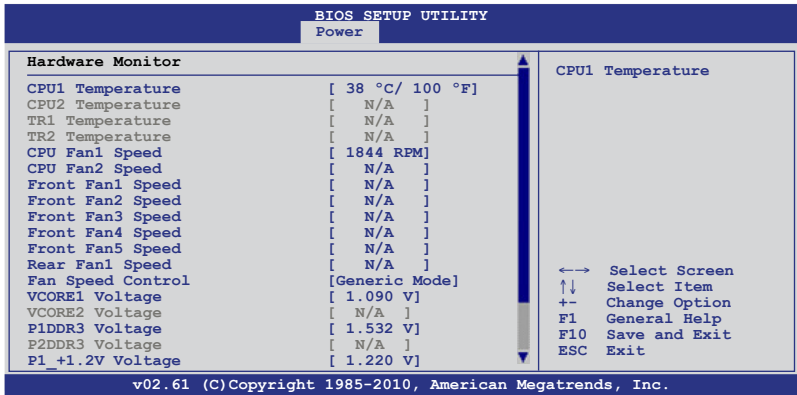 BIOS SETUP UTILITY
Power
Hardware Monitor
CPU1 Temperature [ 38 °C/ 100 °F]
CPU2 Temperature [ N/A ]
TR1 Temperature [ N/A ]
TR2 Temperature [ N/A ]
CPU Fan1 Speed [ 1844 RPM]
CPU Fan2 Speed [ N/A ]
Front Fan1 Speed [ N/A ]
Front Fan2 Speed [ N/A ]
Front Fan3 Speed [ N/A ]
Front Fan4 Speed [ N/A ]
Front Fan5 Speed [ N/A ]
Rear Fan1 Speed [ N/A ]
Fan Speed Control [Generic Mode]
VCORE1 Voltage [ 1.090 V]
VCORE2 Voltage [ N/A ]
P1DDR3 Voltage [ 1.532 V]
P2DDR3 Voltage [ N/A ]
P1_+1.2V Voltage [ 1.220 V]
CPU1 Temperature
←→ Select Screen
↑↓ Select Item
+- Change Option
F1 General Help
F10 Save and Exit
ESC Exit
v02.61 (C)Copyright 1985-2010, American Megatrends, Inc.